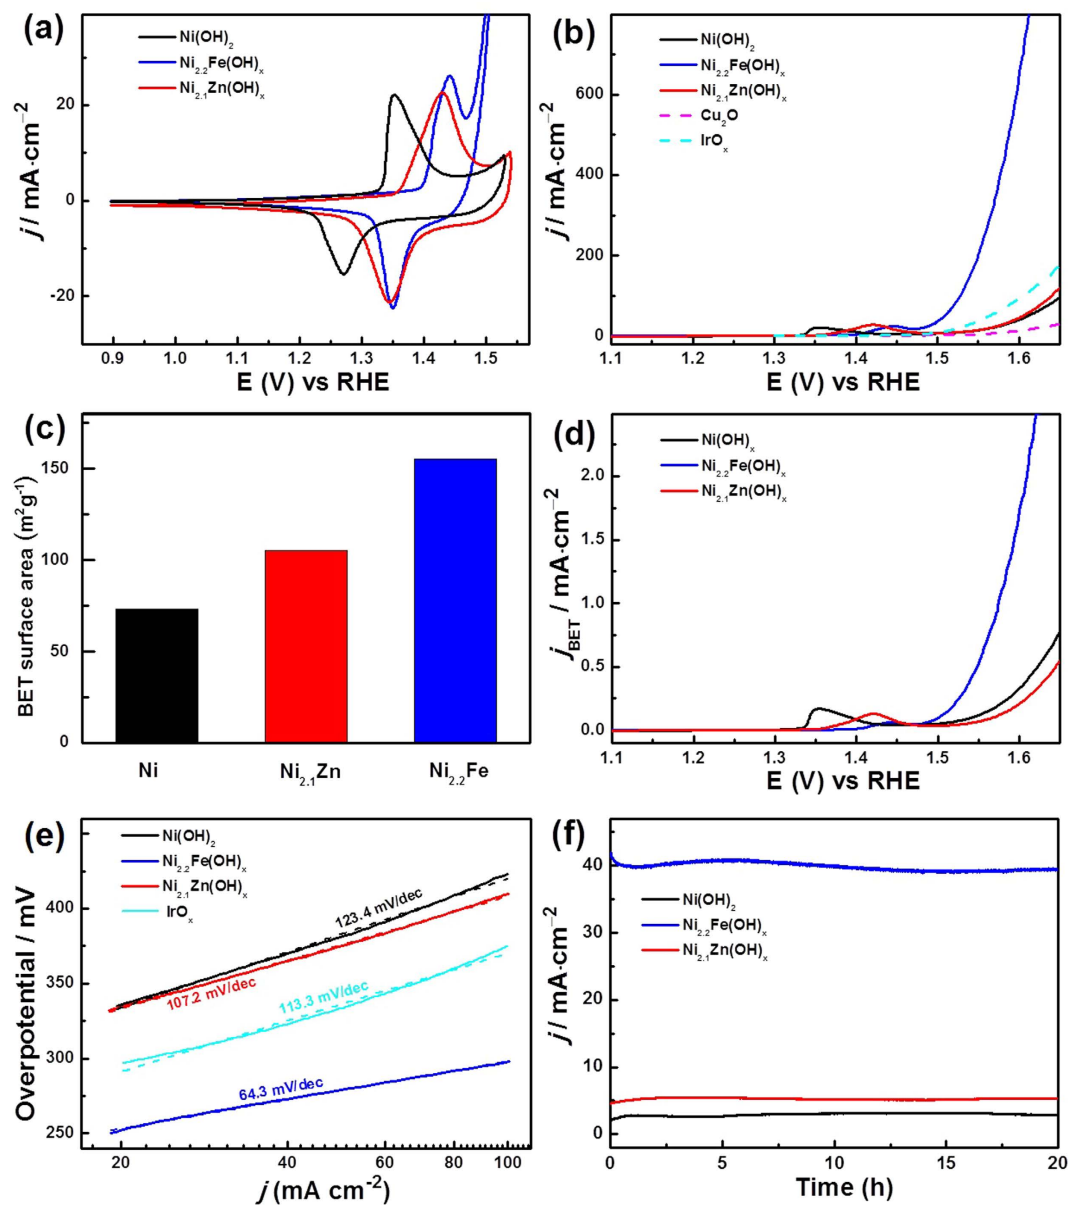 (a)
Ni(OH)₂
Ni₂.₂Fe(OH)ₓ
Ni₂.₁Zn(OH)ₓ
j / mA·cm⁻²
20
0
-20
0.9 1.0 1.1 1.2 1.3 1.4 1.5
E (V) vs RHE
(b)
Ni(OH)₂
Ni₂.₂Fe(OH)ₓ
Ni₂.₁Zn(OH)ₓ
Cu₂O
IrOₓ
j / mA·cm⁻²
800
600
400
200
0
1.1 1.2 1.3 1.4 1.5 1.6
E (V) vs RHE
(c)
BET surface area (m²g⁻¹)
150
100
50
0
Ni Ni₂.₁Zn Ni₂.₂Fe
(d)
Ni(OH)ₓ
Ni₂.₂Fe(OH)ₓ
Ni₂.₁Zn(OH)ₓ
j_BET / mA·cm⁻²
2.0
1.5
1.0
0.5
0.0
1.1 1.2 1.3 1.4 1.5 1.6
E (V) vs RHE
(e)
Ni(OH)₂
Ni₂.₂Fe(OH)ₓ
Ni₂.₁Zn(OH)ₓ
IrOₓ
Overpotential / mV
400
350
300
250
123.4 mV/dec
107.2 mV/dec
113.3 mV/dec
64.3 mV/dec
20 40 60 80 100
j (mA cm⁻²)
(f)
Ni(OH)₂
Ni₂.₂Fe(OH)ₓ
Ni₂.₁Zn(OH)ₓ
j / mA·cm⁻²
40
30
20
10
5
0
0 5 10 15 20
Time (h)